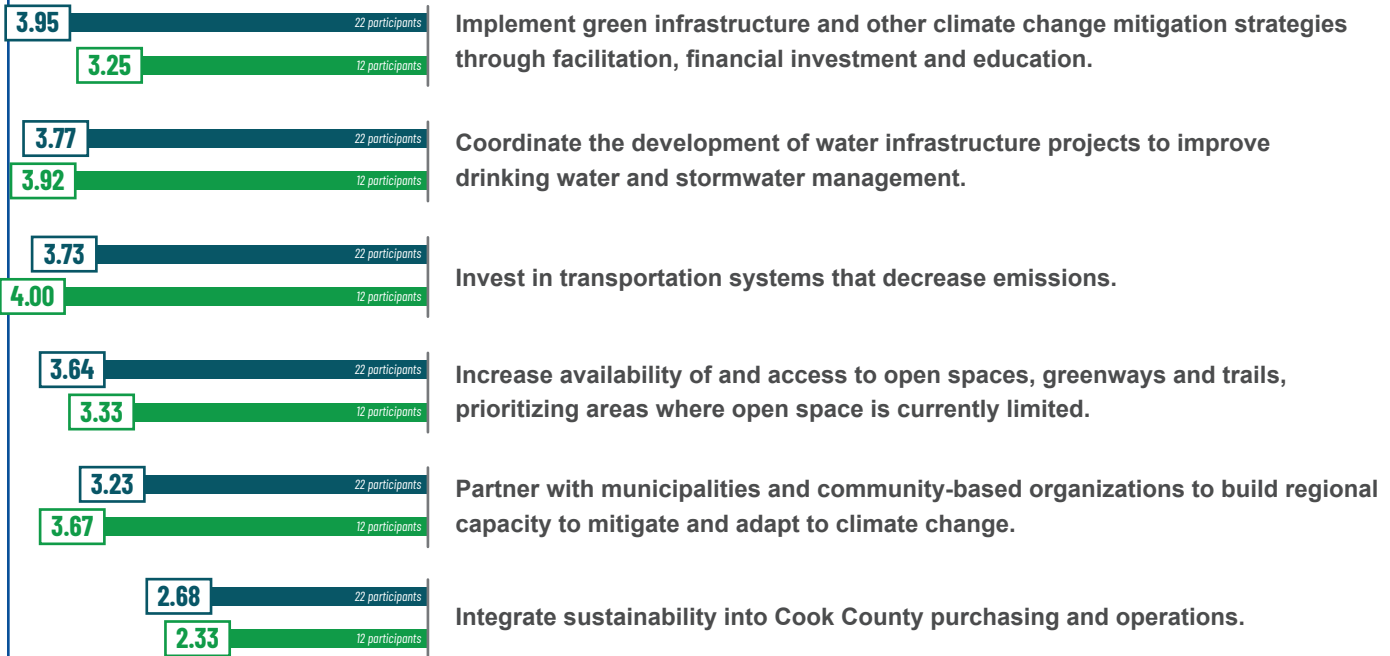 3.95 22 participants
3.25 12 participants
Implement green infrastructure and other climate change mitigation strategies
through facilitation, financial investment and education.
3.77 22 participants
3.92 12 participants
Coordinate the development of water infrastructure projects to improve
drinking water and stormwater management.
3.73 22 participants
4.00 12 participants
Invest in transportation systems that decrease emissions.
3.64 22 participants
3.33 12 participants
Increase availability of and access to open spaces, greenways and trails,
prioritizing areas where open space is currently limited.
3.23 22 participants
3.67 12 participants
Partner with municipalities and community-based organizations to build regional
capacity to mitigate and adapt to climate change.
2.68 22 participants
2.33 12 participants
Integrate sustainability into Cook County purchasing and operations.